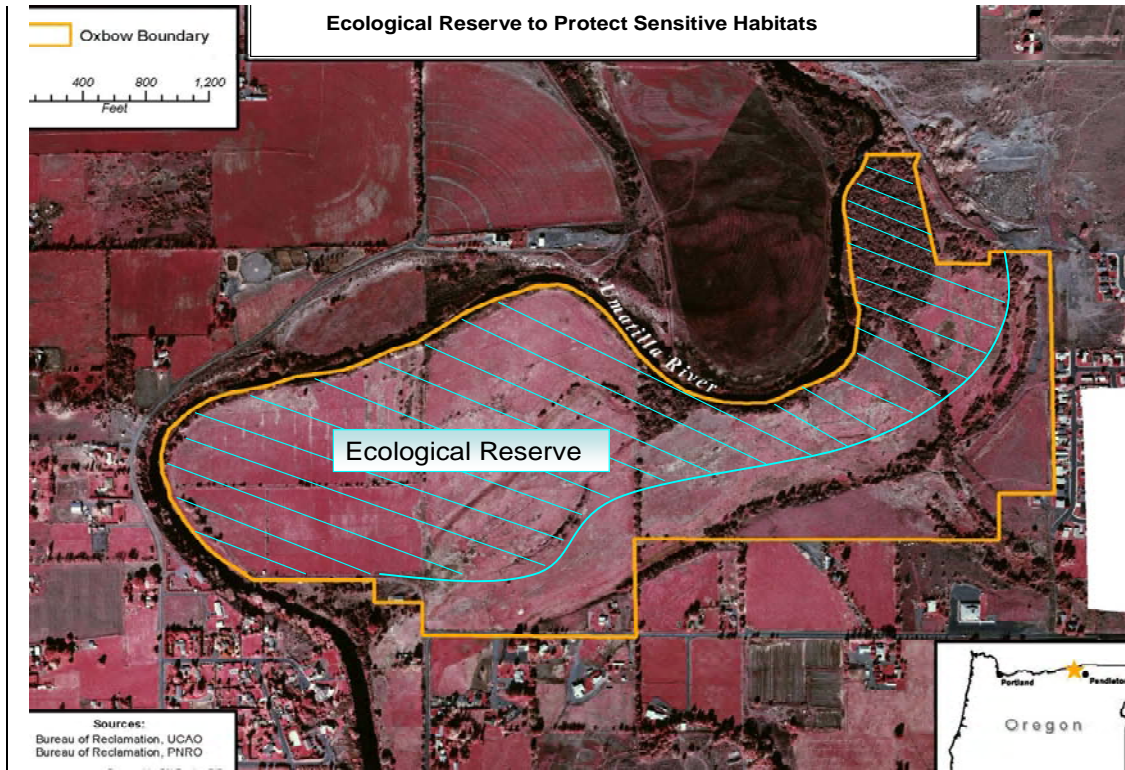 Ecological Reserve to Protect Sensitive Habitats
Oxbow Boundary
400 800 1,200
Feet
Umatilla River
Ecological Reserve
Sources:
Bureau of Reclamation, UCAO
Bureau of Reclamation, PNRO
Portland
Pendleton
Oregon